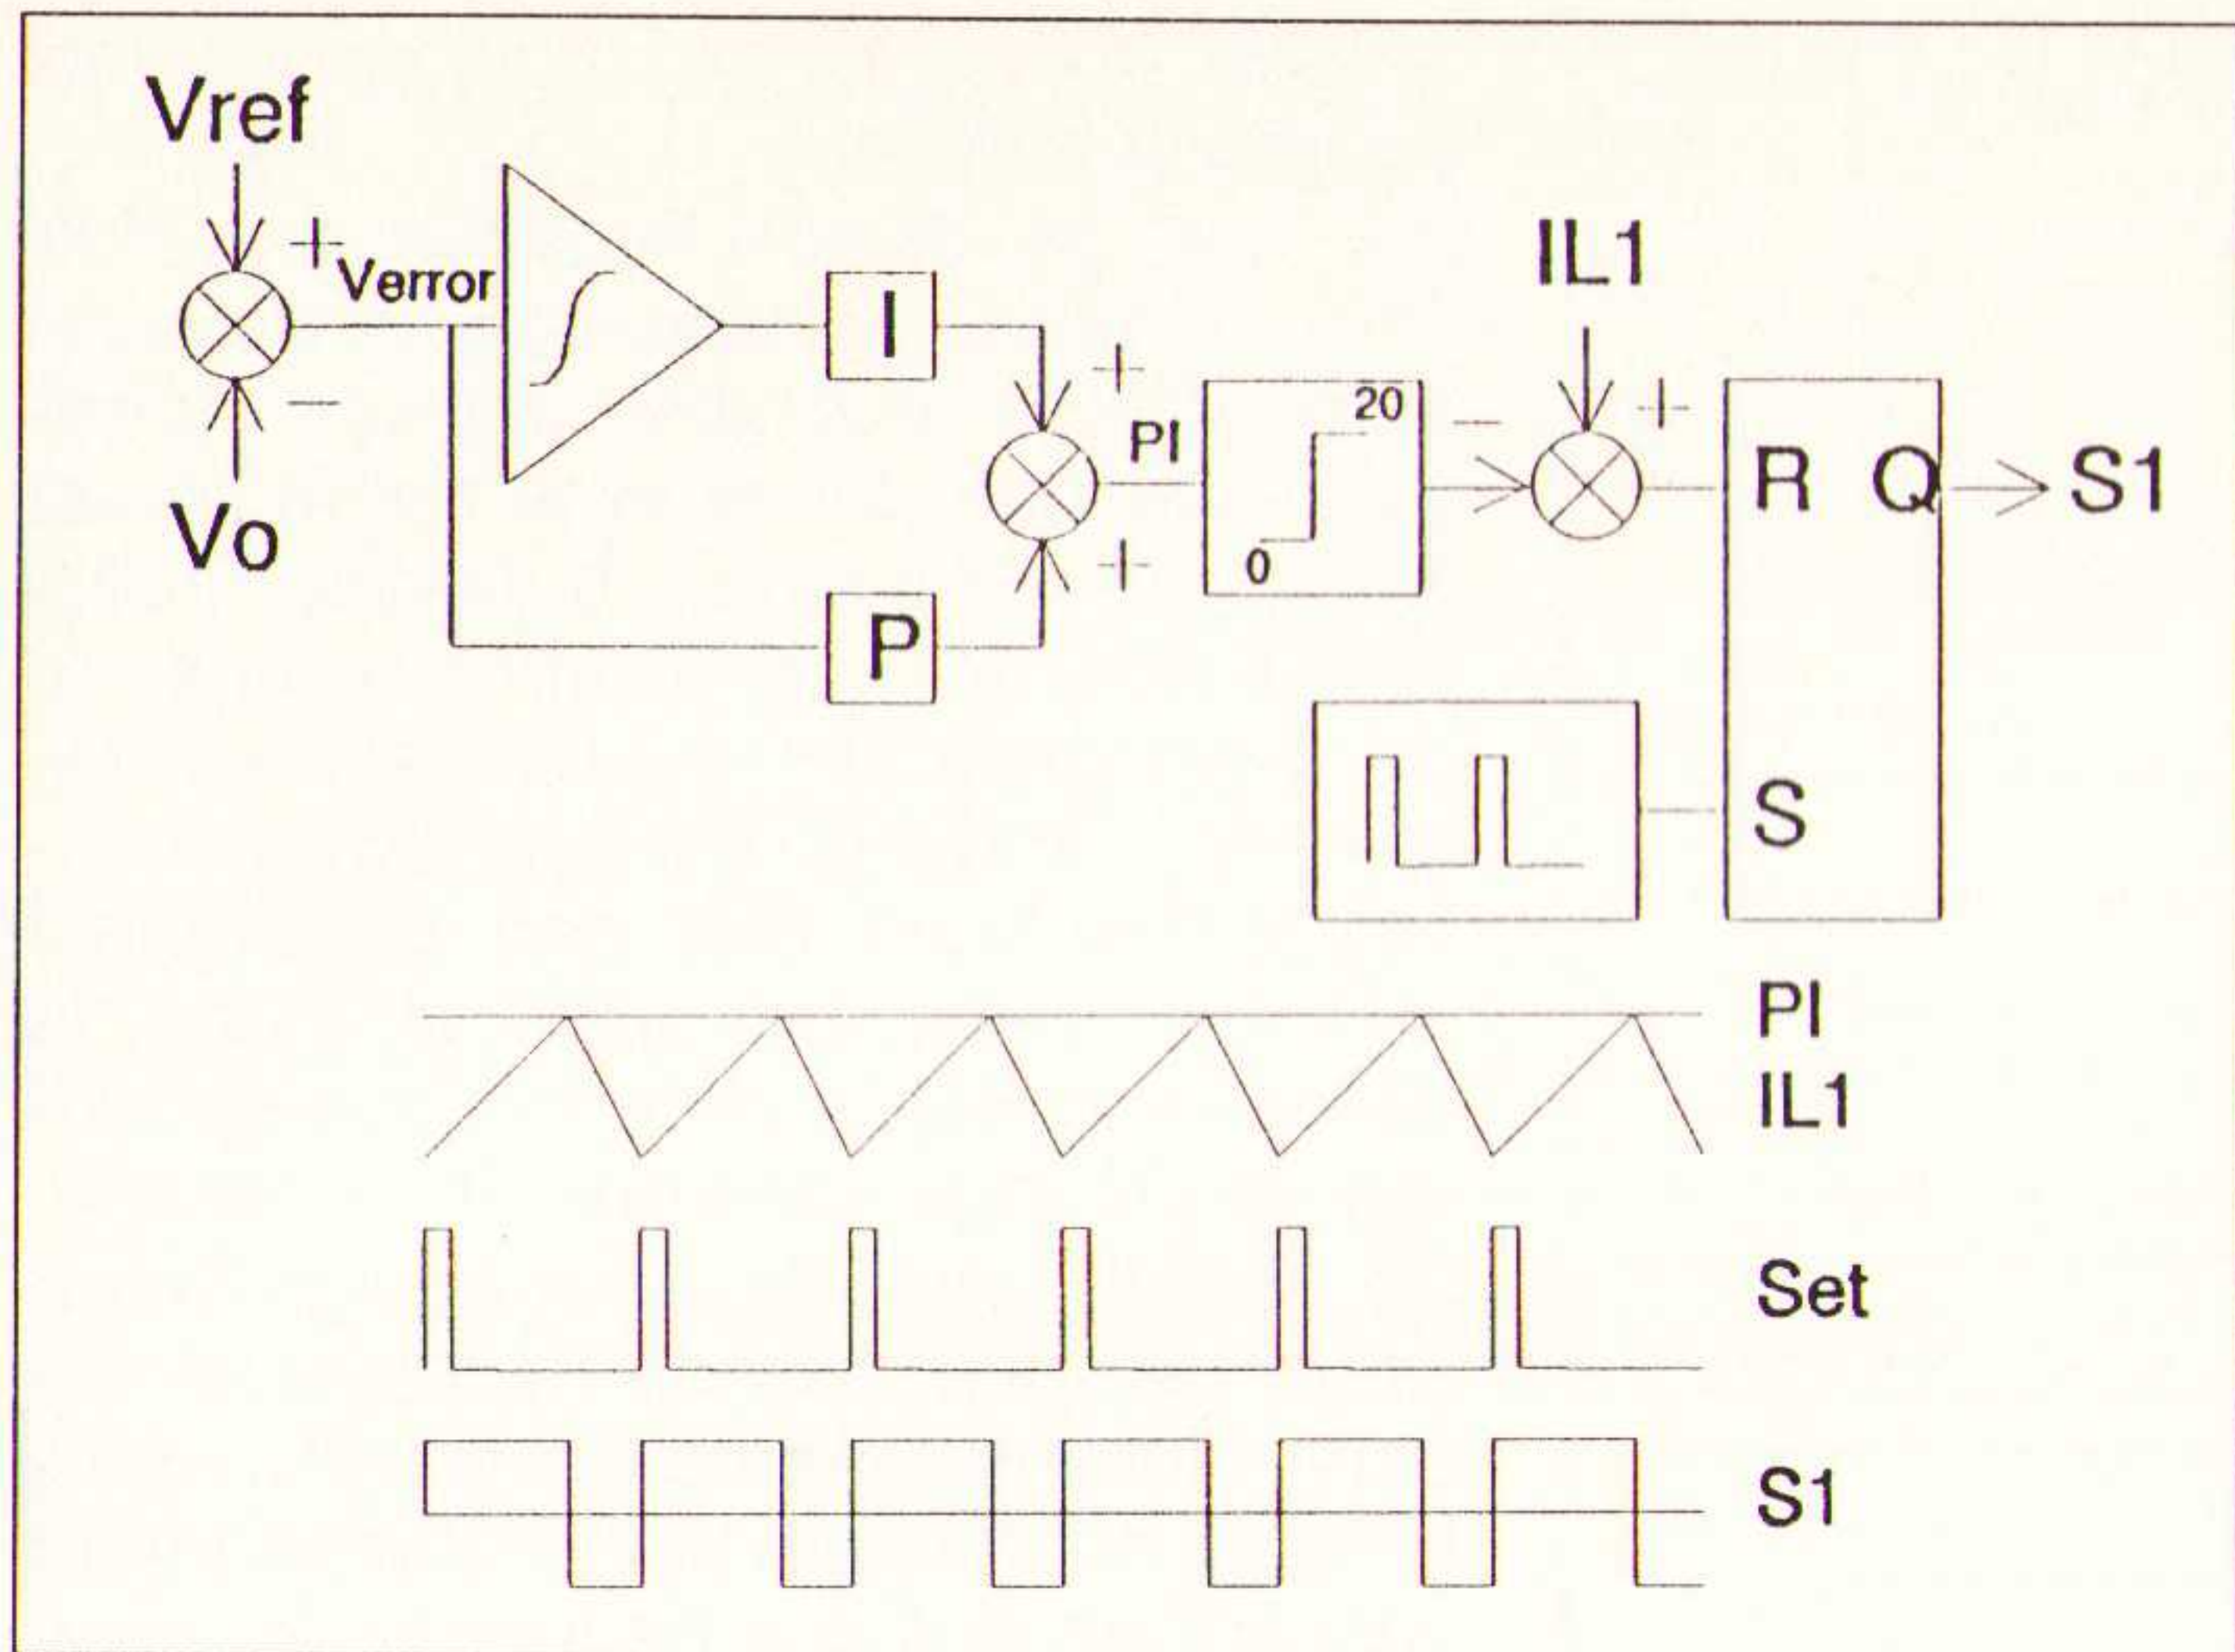 Vref
+
Verror
−
Vo
I
P
+
PI
+
20
0
IL1
−
+
R Q
S1
S
PI
IL1
Set
S1